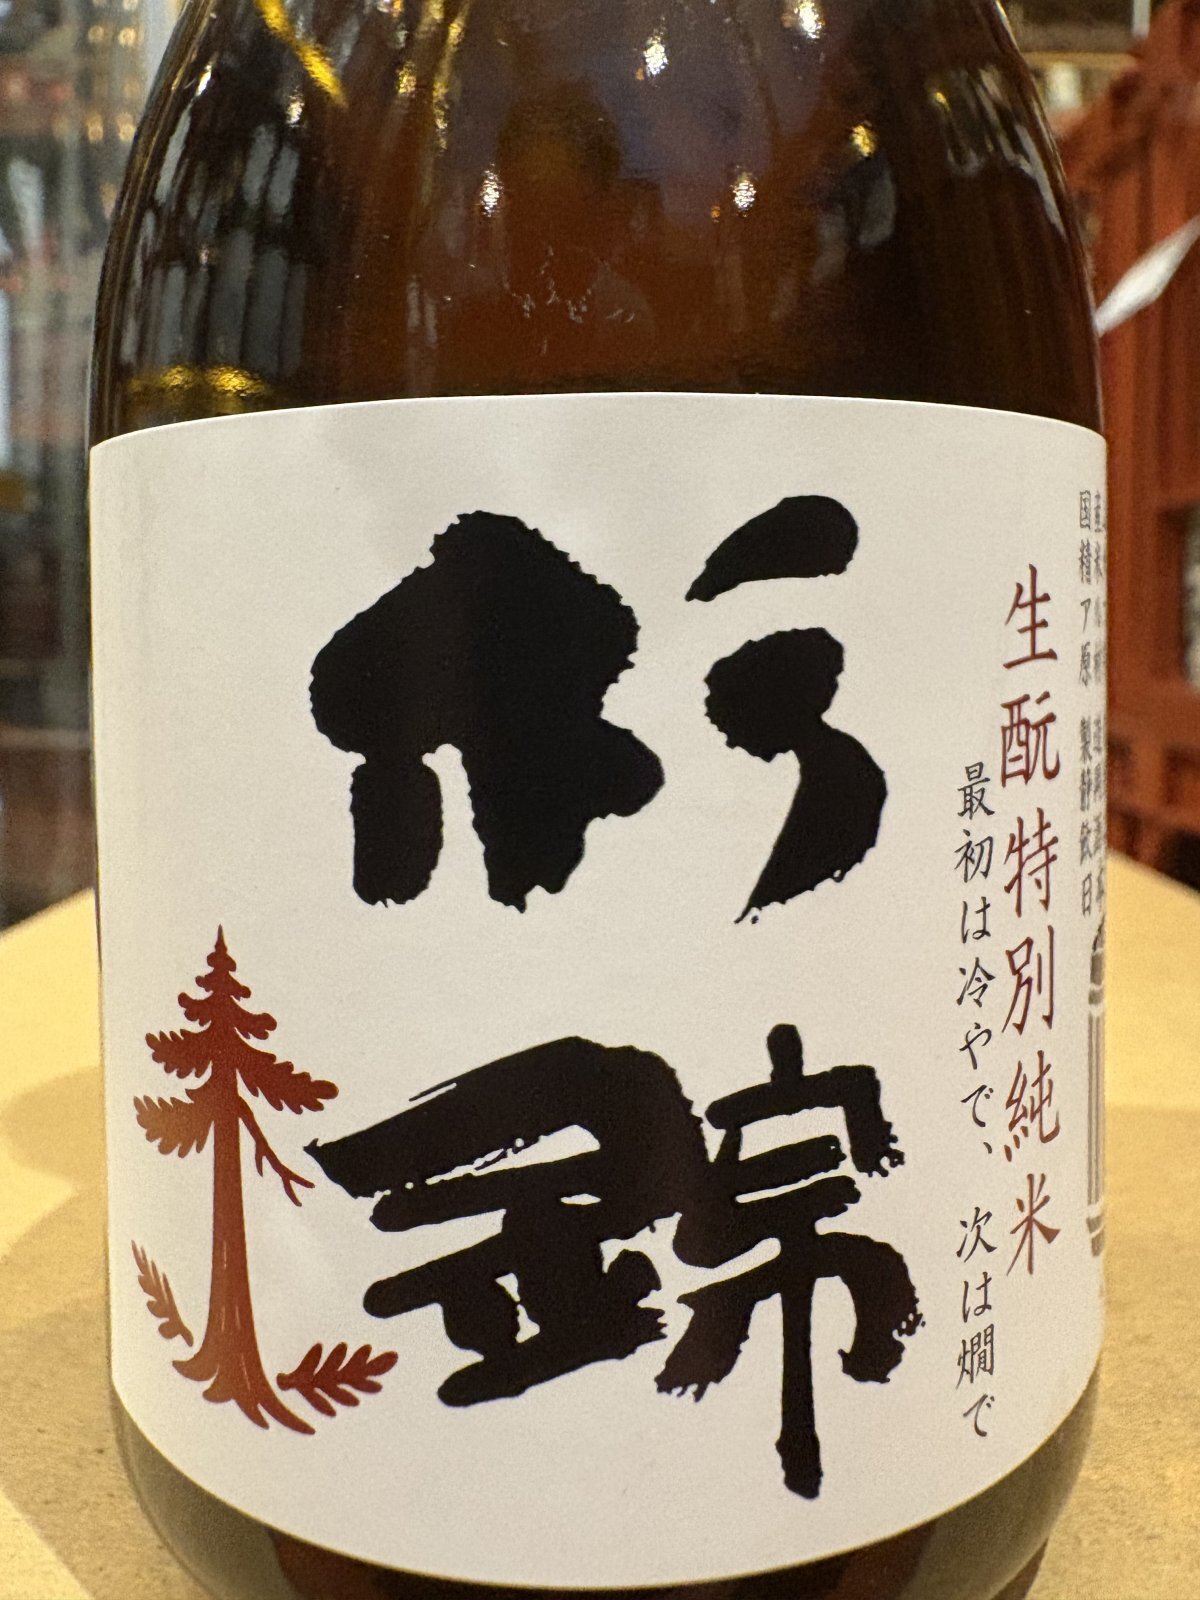 杉錦
生酛特別純米
最初は冷やで、次は燗で